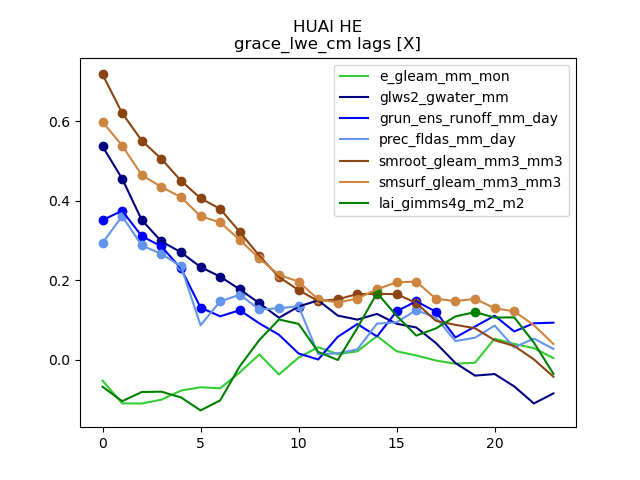 HUAI HE
grace_lwe_cm lags [X]
e_gleam_mm_mon
glws2_gwater_mm
grun_ens_runoff_mm_day
prec_fldas_mm_day
smroot_gleam_mm3_mm3
smsurf_gleam_mm3_mm3
lai_gimms4g_m2_m2
0.6
0.4
0.2
0.0
0 5 10 15 20